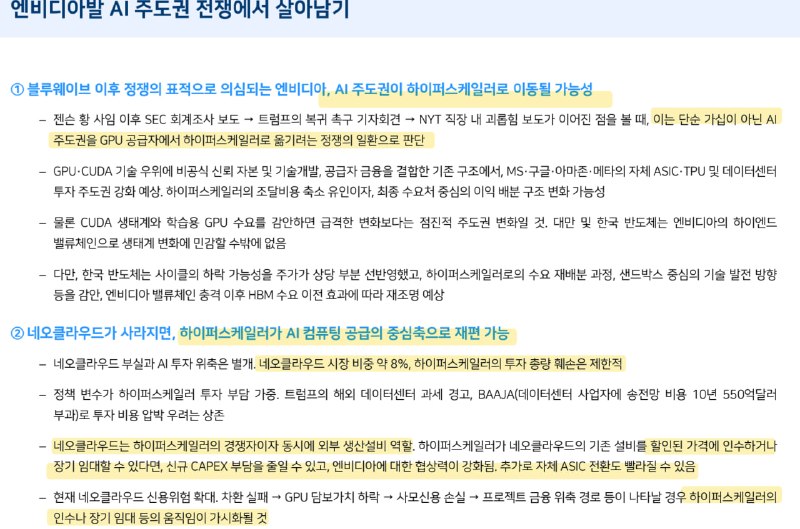 엔비디아발 AI 주도권 전쟁에서 살아남기
① 블루웨이브 이후 정쟁의 표적으로 의심되는 엔비디아, AI 주도권이 하이퍼스케일러로 이동될 가능성
– 젠슨 황 사임 이후 SEC 회계조사 보도 → 트럼프의 복귀 촉구 기자회견 → NYT 직장 내 괴롭힘 보도가 이어진 점을 볼 때, 이는 단순 가십이 아닌 AI
주도권을 GPU 공급자에서 하이퍼스케일러로 옮기려는 정쟁의 일환으로 판단
– GPU·CUDA 기술 우위에 비공식 신뢰 자본 및 기술개발, 공급자 금융을 결합한 기존 구조에서, MS·구글·아마존·메타의 자체 ASIC·TPU 및 데이터센터
투자 주도권 강화 예상. 하이퍼스케일러의 조달비용 축소 유인이자, 최종 수요처 중심의 이익 배분 구조 변화 가능성
– 물론 CUDA 생태계와 학습용 GPU 수요를 감안하면 급격한 변화보다는 점진적 주도권 변화일 것. 대만 및 한국 반도체는 엔비디아의 하이엔드
밸류체인으로 생태계 변화에 민감할 수밖에 없음
– 다만, 한국 반도체는 사이클의 하락 가능성을 주가가 상당 부분 선반영했고, 하이퍼스케일러로의 수요 재배분 과정, 샌드박스 중심의 기술 발전 방향
등을 감안, 엔비디아 밸류체인 충격 이후 HBM 수요 이전 효과에 따라 재조명 예상
② 네오클라우드가 사라지면, 하이퍼스케일러가 AI 컴퓨팅 공급의 중심축으로 재편 가능
– 네오클라우드 부실과 AI 투자 위축은 별개. 네오클라우드 시장 비중 약 8%, 하이퍼스케일러의 투자 총량 훼손은 제한적
– 정책 변수가 하이퍼스케일러 투자 부담 가중. 트럼프의 해외 데이터센터 과세 경고, BAAJA(데이터센터 사업자에 송전망 비용 10년 550억달러
부과)로 투자 비용 압박 우려는 상존
– 네오클라우드는 하이퍼스케일러의 경쟁자이자 동시에 외부 생산설비 역할. 하이퍼스케일러가 네오클라우드의 기존 설비를 할인된 가격에 인수하거나
장기 임대할 수 있다면, 신규 CAPEX 부담을 줄일 수 있고, 엔비디아에 대한 협상력이 강화됨. 추가로 자체 ASIC 전환도 빨라질 수 있음
– 현재 네오클라우드 신용위험 확대. 차환 실패 → GPU 담보가치 하락 → 사모신용 손실 → 프로젝트 금융 위축 경로 등이 나타날 경우 하이퍼스케일러의
인수나 장기 임대 등의 움직임이 가시화될 것